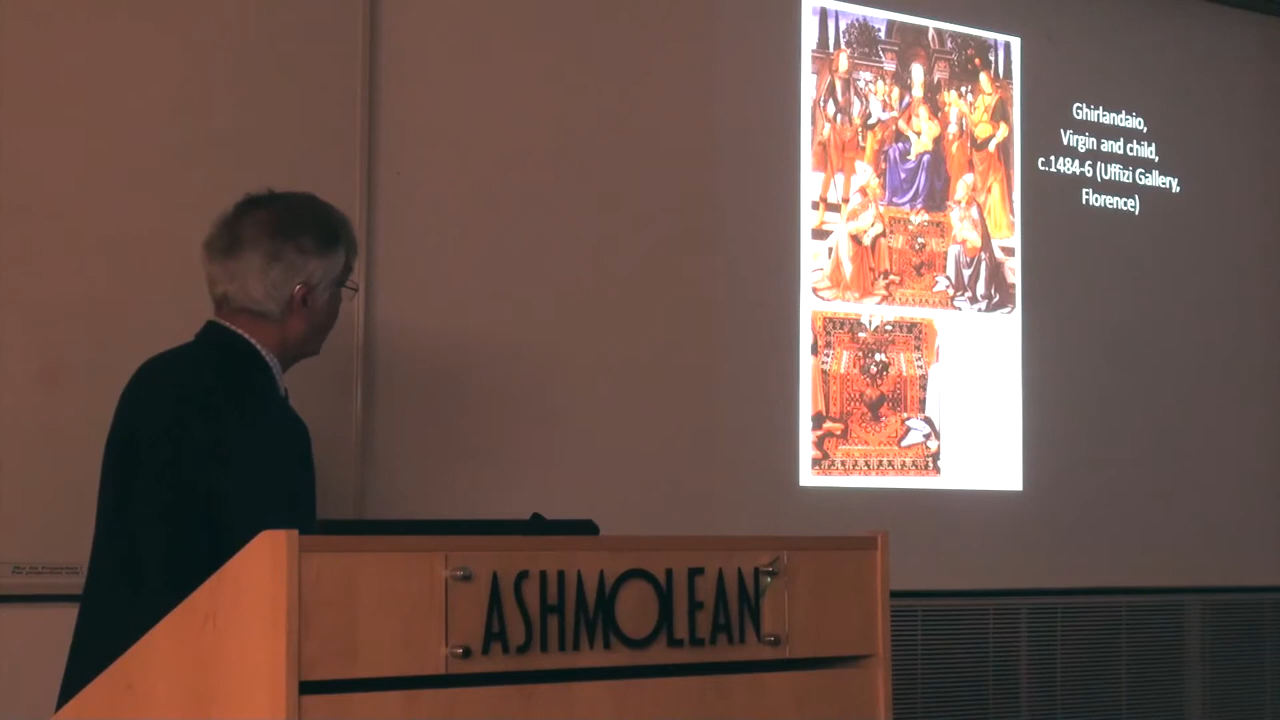 Ghirlandaio,
Virgin and child,
c.1484-6 (Uffizi Gallery,
Florence)
ASHMOLEAN